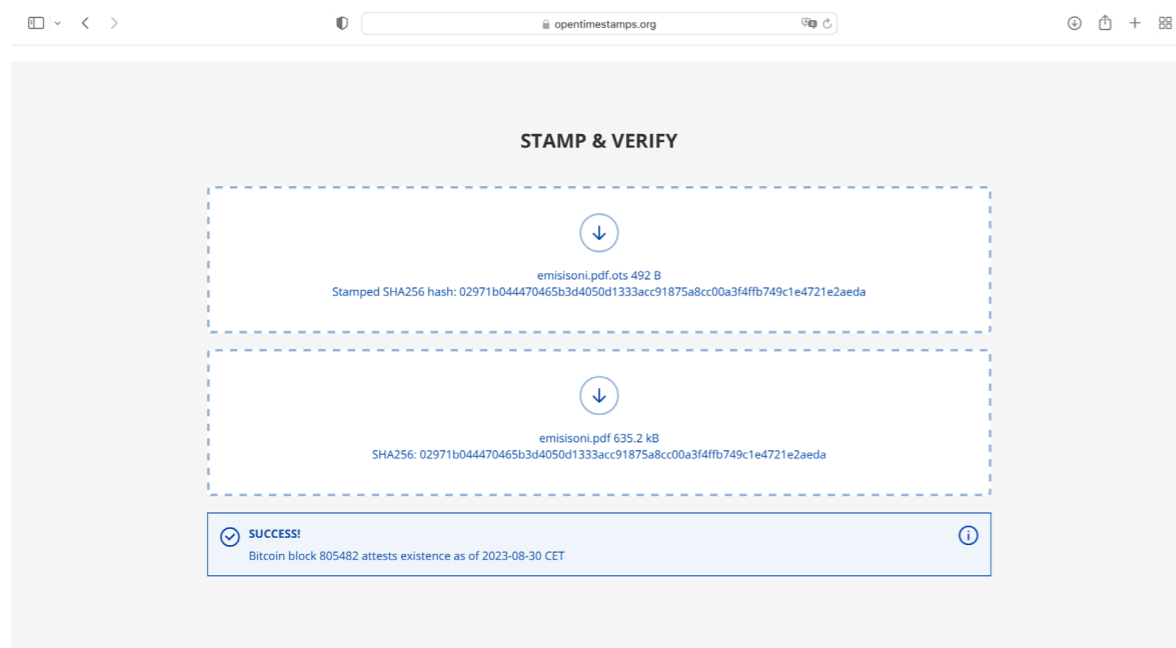 opentimestamps.org
STAMP & VERIFY
emisisoni.pdf.ots 492 B
Stamped SHA256 hash: 02971b044470465b3d4050d1333acc91875a8cc00a3f4ffb749c1e4721e2aeda
emisisoni.pdf 635.2 kB
SHA256: 02971b044470465b3d4050d1333acc91875a8cc00a3f4ffb749c1e4721e2aeda
SUCCESS!
Bitcoin block 805482 attests existence as of 2023-08-30 CET